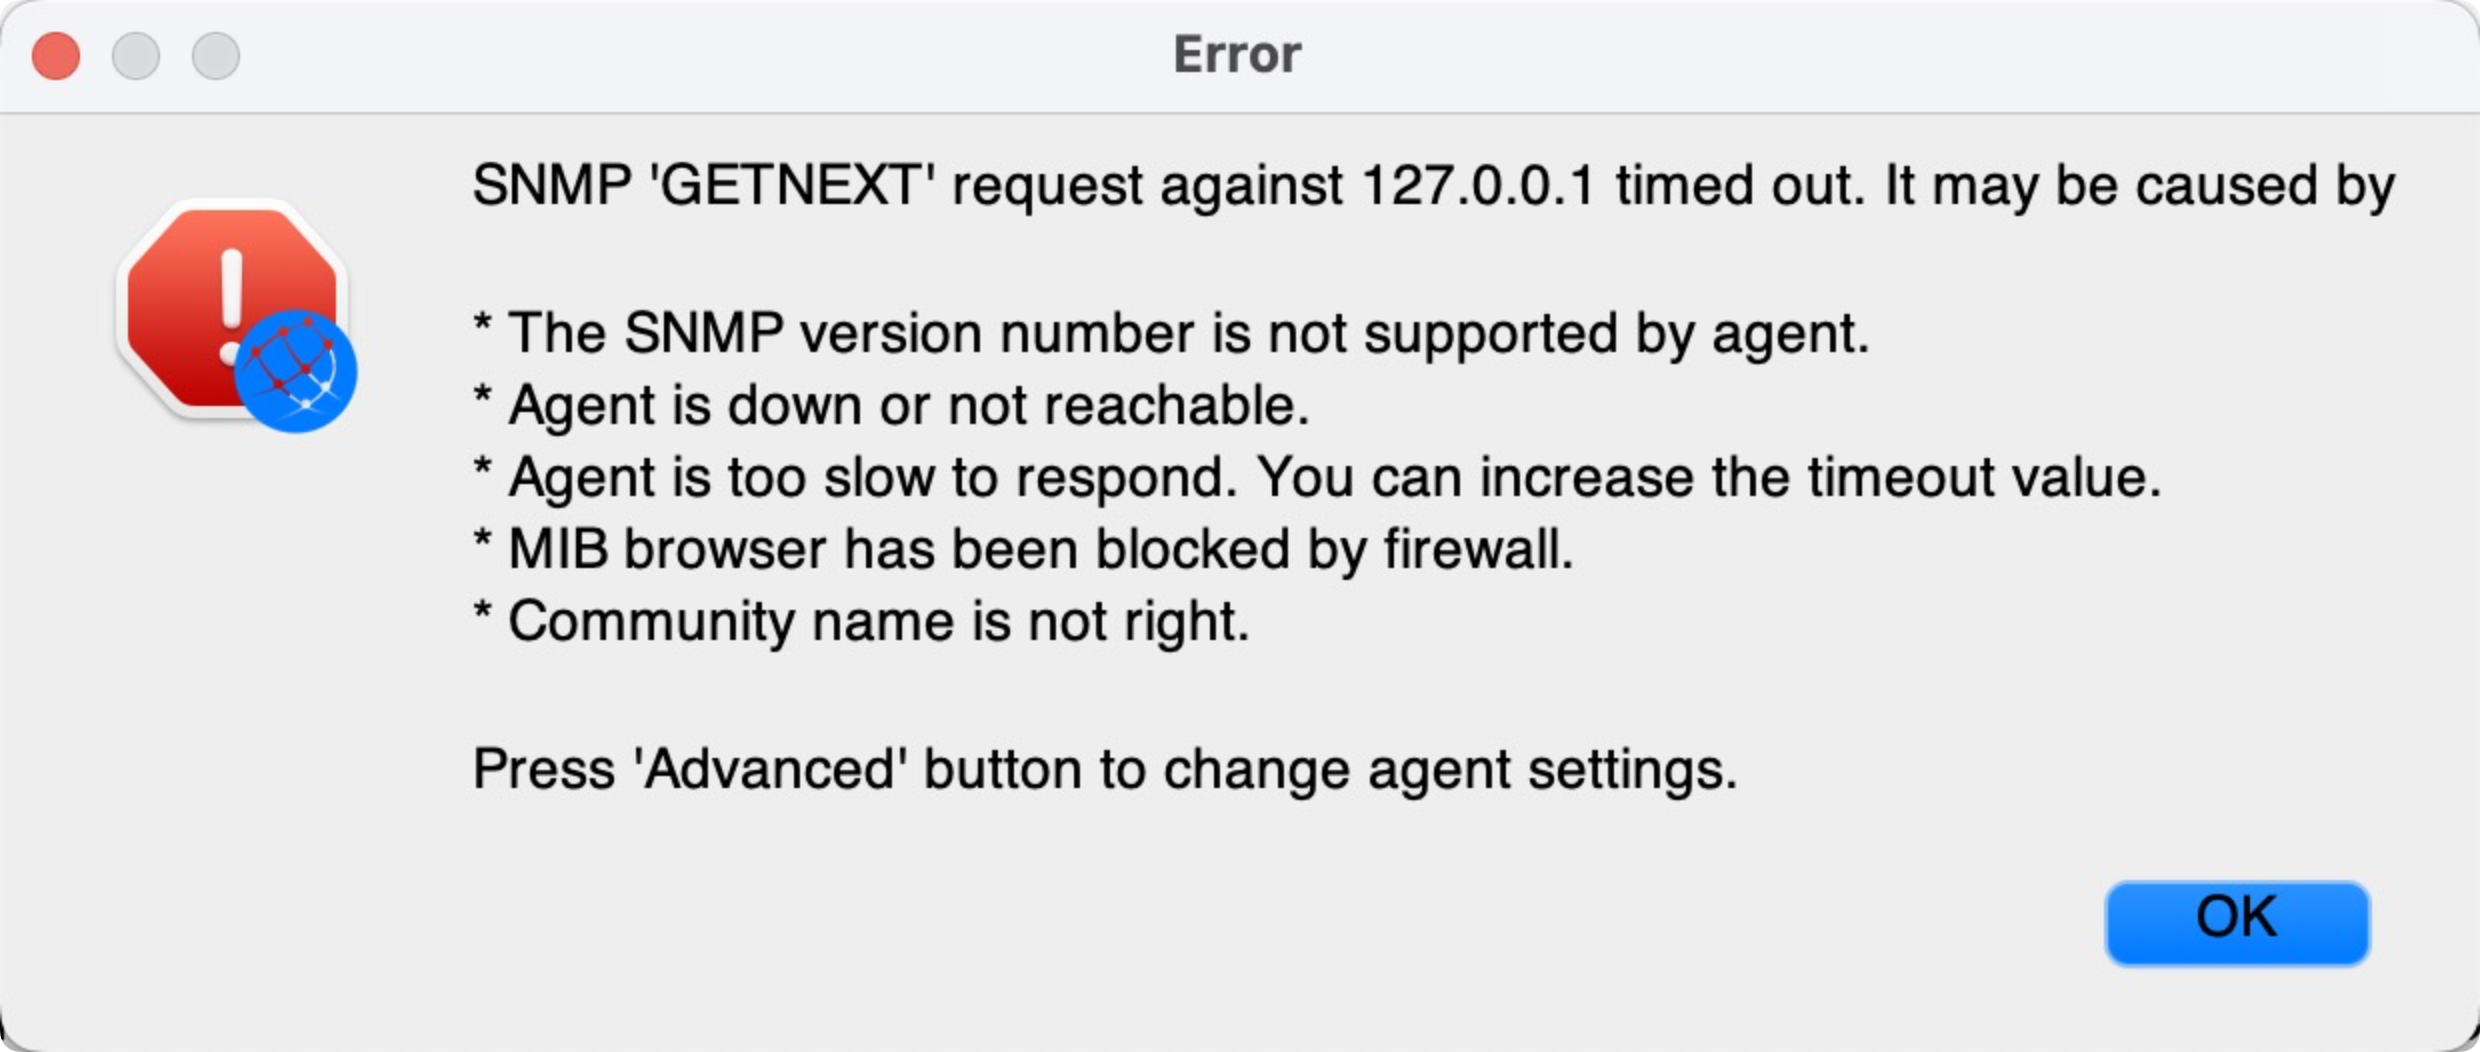 Error
SNMP 'GETNEXT' request against 127.0.0.1 timed out. It may be caused by
* The SNMP version number is not supported by agent.
* Agent is down or not reachable.
* Agent is too slow to respond. You can increase the timeout value.
* MIB browser has been blocked by firewall.
* Community name is not right.
Press 'Advanced' button to change agent settings.
OK